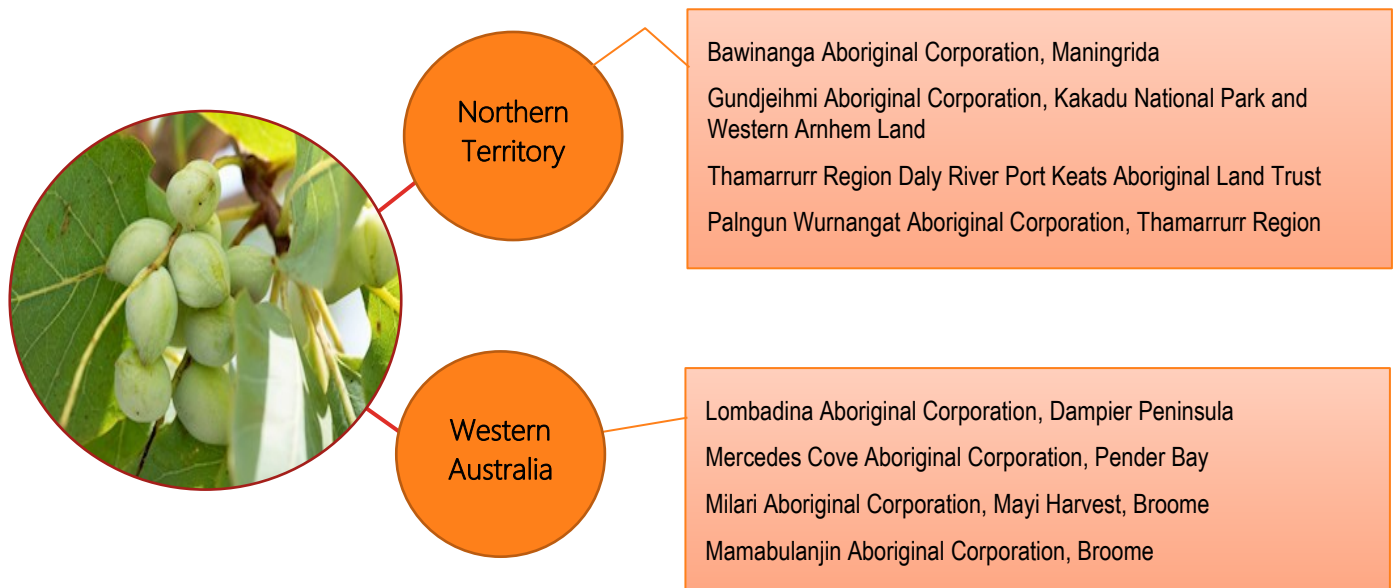 Northern
Territory
Bawinanga Aboriginal Corporation, Maningrida
Gundjeihmi Aboriginal Corporation, Kakadu National Park and
Western Arnhem Land
Thamarrurr Region Daly River Port Keats Aboriginal Land Trust
Palngun Wurnangat Aboriginal Corporation, Thamarrurr Region
Western
Australia
Lombadina Aboriginal Corporation, Dampier Peninsula
Mercedes Cove Aboriginal Corporation, Pender Bay
Milari Aboriginal Corporation, Mayi Harvest, Broome
Mamabulanjin Aboriginal Corporation, Broome